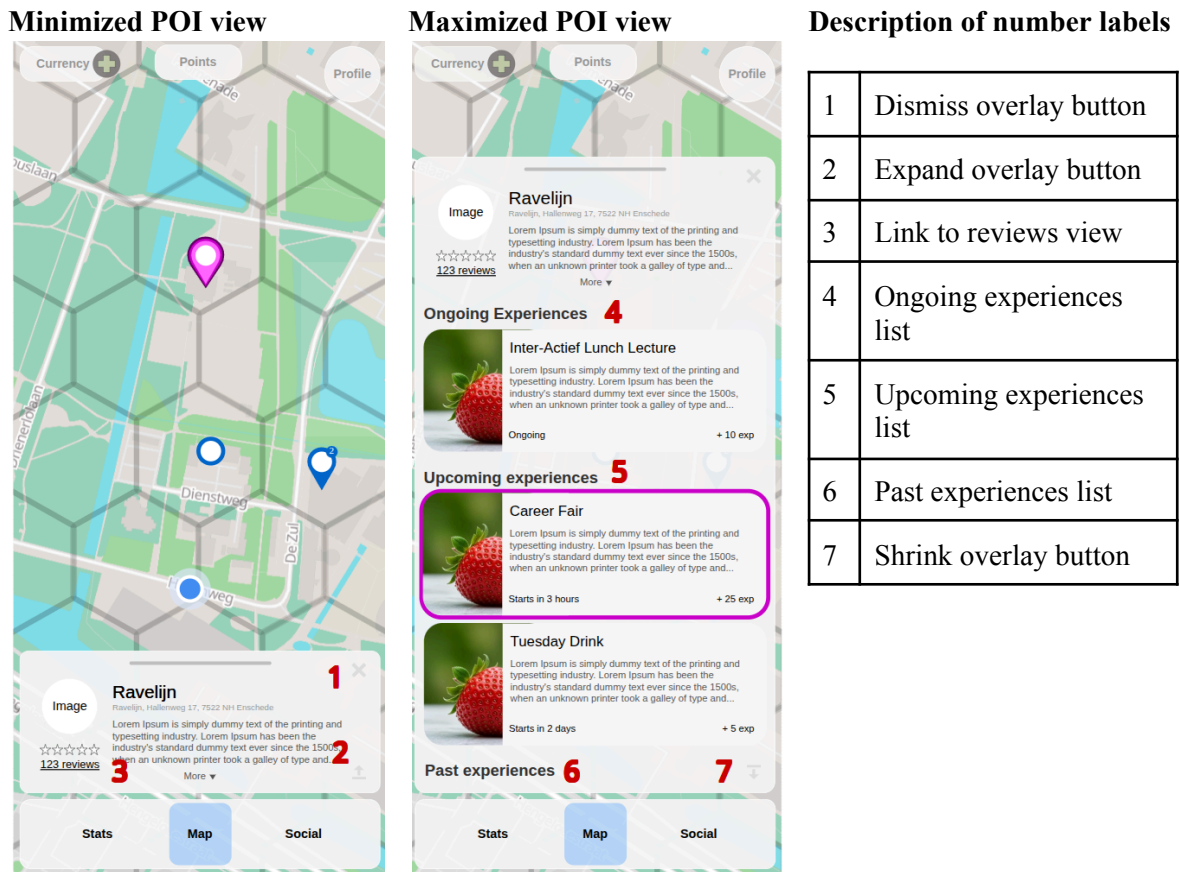 Minimized POI view
Currency
Points
Profile
enade
ouslaan
Drienerlolaan
2
Dienstweg
De Zul
H
weg
1
Ravelijn
Image
Ravelijn, Hallenweg 17, 7522 NH Enschede
Lorem Ipsum is simply dummy text of the printing and
typesetting industry. Lorem Ipsum has been the
industry's standard dummy text ever since the 1500s,
when an unknown printer took a galley of type and...
☆☆☆☆☆
123 reviews
2
3
More ▼
Stats
Map
Social
Maximized POI view
Currency
Points
Profile
enade
Ravelijn
Image
Ravelijn, Hallenweg 17, 7522 NH Enschede
Lorem Ipsum is simply dummy text of the printing and
typesetting industry. Lorem Ipsum has been the
industry's standard dummy text ever since the 1500s,
when an unknown printer took a galley of type and...
☆☆☆☆☆
123 reviews
More ▼
Ongoing Experiences 4
Inter-Actief Lunch Lecture
Lorem Ipsum is simply dummy text of the printing and
typesetting industry. Lorem Ipsum has been the
industry's standard dummy text ever since the 1500s,
when an unknown printer took a galley of type and...
Ongoing + 10 exp
Upcoming experiences 5
Career Fair
Lorem Ipsum is simply dummy text of the printing and
typesetting industry. Lorem Ipsum has been the
industry's standard dummy text ever since the 1500s,
when an unknown printer took a galley of type and...
Starts in 3 hours + 25 exp
Tuesday Drink
Lorem Ipsum is simply dummy text of the printing and
typesetting industry. Lorem Ipsum has been the
industry's standard dummy text ever since the 1500s,
when an unknown printer took a galley of type and...
Starts in 2 days + 5 exp
Past experiences 6 7
Stats
Map
Social
Description of number labels
1 Dismiss overlay button
2 Expand overlay button
3 Link to reviews view
4 Ongoing experiences
list
5 Upcoming experiences
list
6 Past experiences list
7 Shrink overlay button